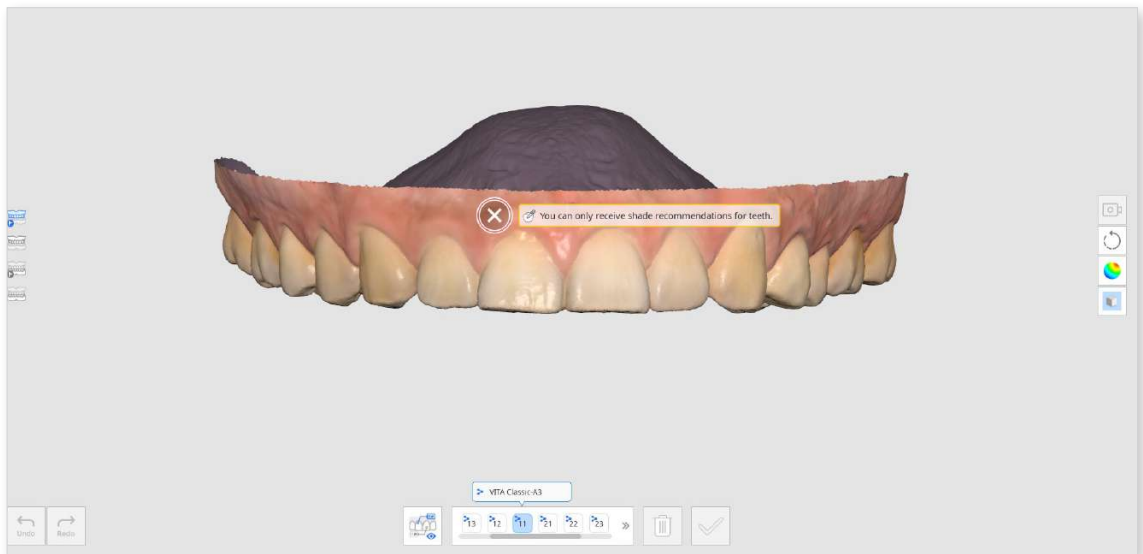 You can only receive shade recommendations for teeth.
VITA Classic-A3
13 12 11 21 22 23 »
Undo Redo